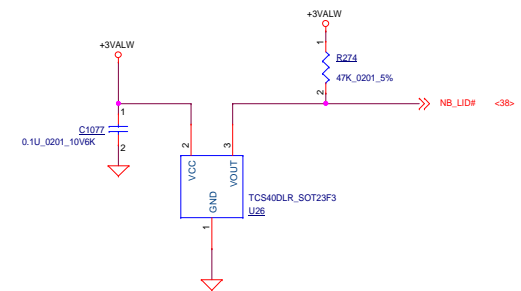 +3VALW
+3VALW
1
R274
47K_0201_5%
2
NB_LID# <38>
1
C1077
0.1U_0201_10V6K
2
2
3
VCC
VOUT
GND
TCS40DLR_SOT23F3
U26
1